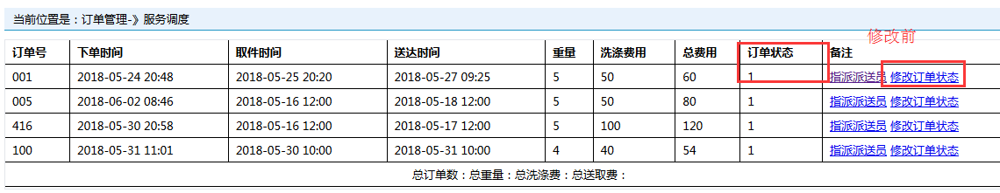 当前位置是：订单管理-》服务调度
修改前
订单号 下单时间 取件时间 送达时间 重量 洗涤费用 总费用 订单状态 备注
001 2018-05-24 20:48 2018-05-25 20:20 2018-05-27 09:25 5 50 60 1 指派派送员 修改订单状态
005 2018-06-02 08:46 2018-05-16 12:00 2018-05-18 12:00 5 50 80 1 指派派送员 修改订单状态
416 2018-05-30 20:58 2018-05-16 12:00 2018-05-17 12:00 5 100 120 1 指派派送员 修改订单状态
100 2018-05-31 11:01 2018-05-30 10:00 2018-05-31 10:00 4 40 54 1 指派派送员 修改订单状态
总订单数：总重量：总洗涤费：总送取费：